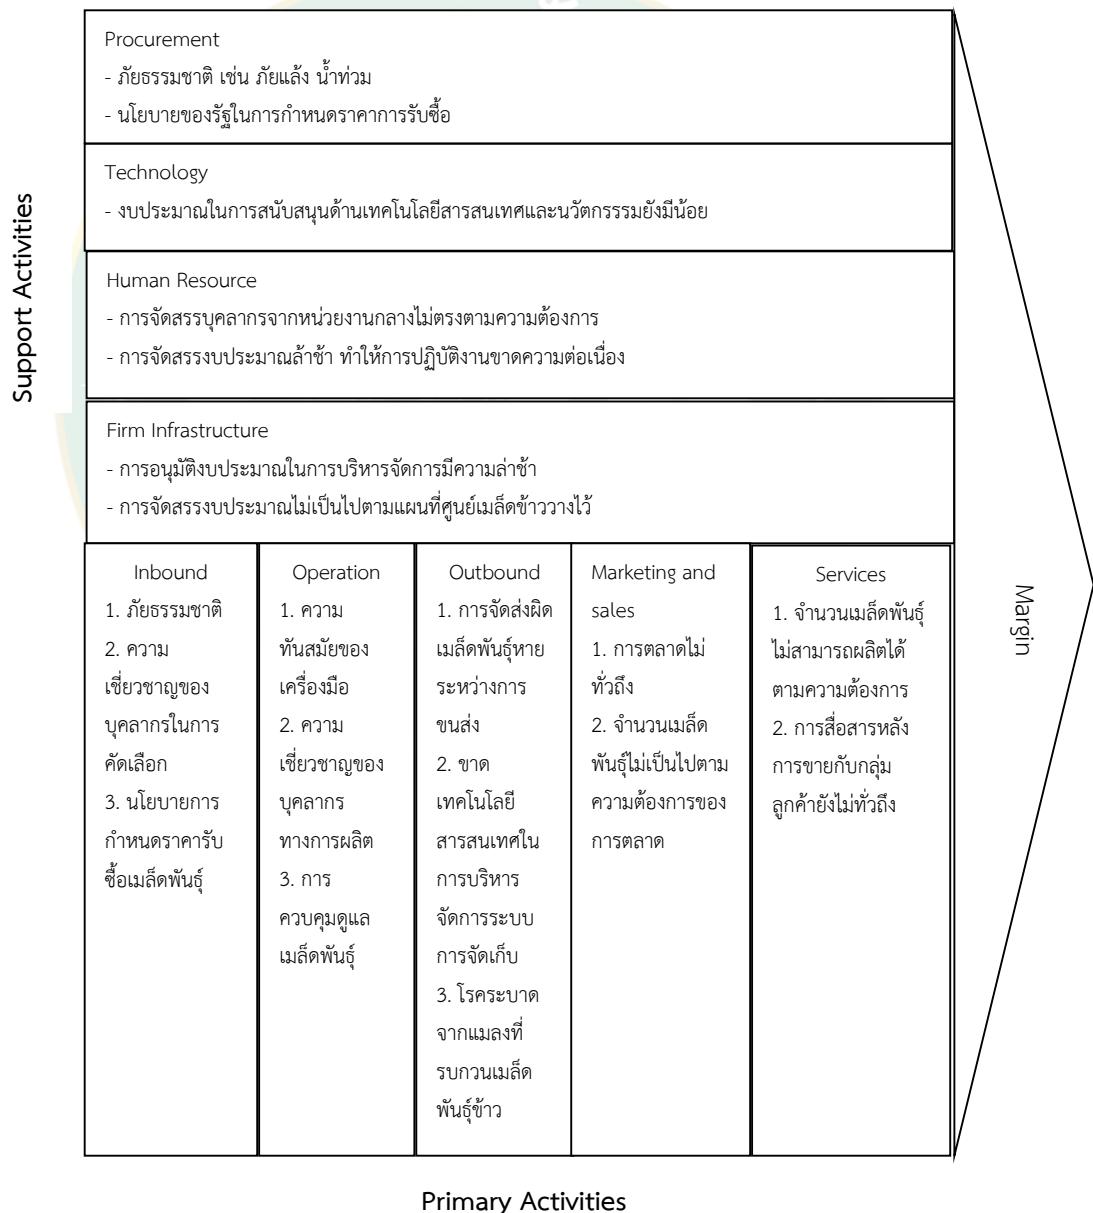 Procurement
- ภัยธรรมชาติ เช่น ภัยแล้ง น้ำท่วม
- นโยบายของรัฐในการกำหนดราคาการรับซื้อ
Technology
- งบประมาณในการสนับสนุนด้านเทคโนโลยีสารสนเทศและนวัตกรรรมยังมีน้อย
Support Activities
Human Resource
- การจัดสรรบุคลากรจากหน่วยงานกลางไม่ตรงตามความต้องการ
- การจัดสรรงบประมาณล้าช้า ทำให้การปฏิบัติงานขาดความต่อเนื่อง
Firm Infrastructure
- การอนุมัติงบประมาณในการบริหารจัดการมีความล่าช้า
- การจัดสรรงบประมาณไม่เป็นไปตามแผนที่ศูนย์เมล็ดข้าววางไว้
Inbound
1. ภัยธรรมชาติ
2. ความ
เชี่ยวชาญของ
บุคลากรในการ
คัดเลือก
3. นโยบายการ
กำหนดราคารับ
ซื้อเมล็ดพันธุ์
Operation
1. ความ
ทันสมัยของ
เครื่องมือ
2. ความ
เชี่ยวชาญของ
บุคลากร
ทางการผลิต
3. การ
ควบคุมดูแล
เมล็ดพันธุ์
Outbound
1. การจัดส่งผิด
เมล็ดพันธุ์หาย
ระหว่างการ
ขนส่ง
2. ขาด
เทคโนโลยี
สารสนเทศใน
การบริหาร
จัดการระบบ
การจัดเก็บ
3. โรคระบาด
จากแมลงที่
รบกวนเมล็ด
พันธุ์ข้าว
Marketing and
sales
1. การตลาดไม่
ทั่วถึง
2. จำนวนเมล็ด
พันธุ์ไม่เป็นไปตาม
ความต้องการของ
การตลาด
Services
1. จำนวนเมล็ดพันธุ์
ไม่สามารถผลิตได้
ตามความต้องการ
2. การสื่อสารหลัง
การขายกับกลุ่ม
ลูกค้ายังไม่ทั่วถึง
Margin
Primary Activities